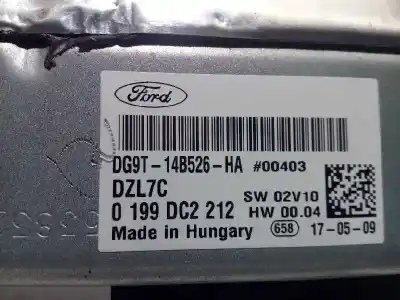 Ford
DG9T-14B526-HA #00403
DZL7C
SW 02V10
0 199 DC2 212
HW 00.04
Made in Hungary
658
17-05-09